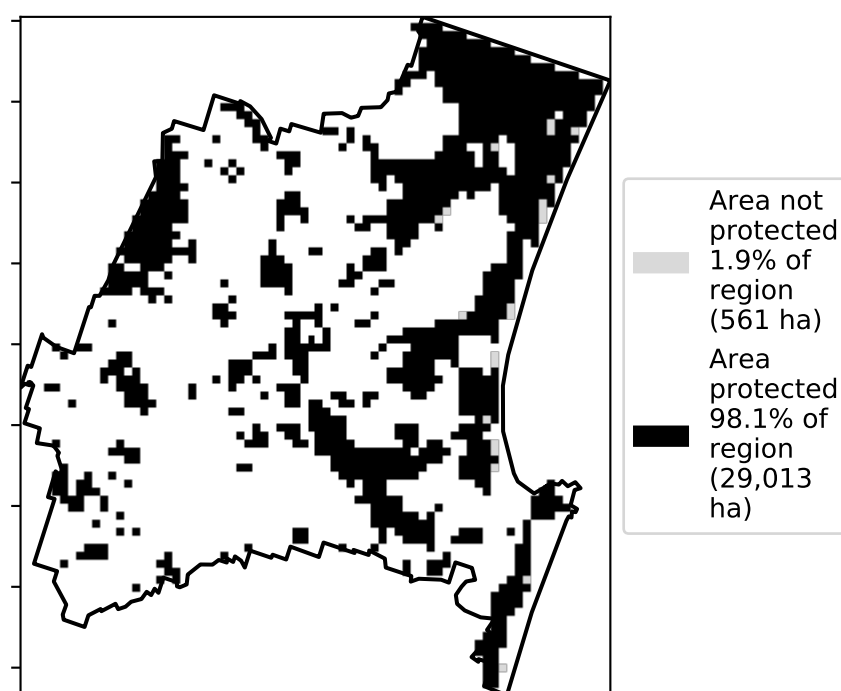 Area not
protected
1.9% of
region
(561 ha)
Area
protected
98.1% of
region
(29,013
ha)